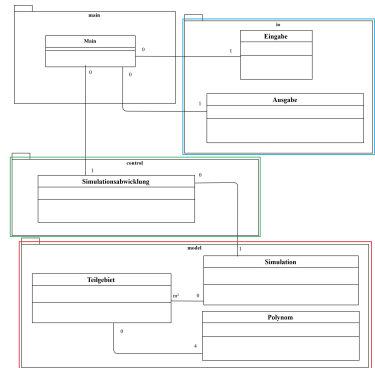 main
Main
0
0
0
io
Eingabe
1
Ausgabe
1
control
1
Simulationsabwicklung
0
model
1
Simulation
Teilgebiet
m²
0
Polynom
0
4